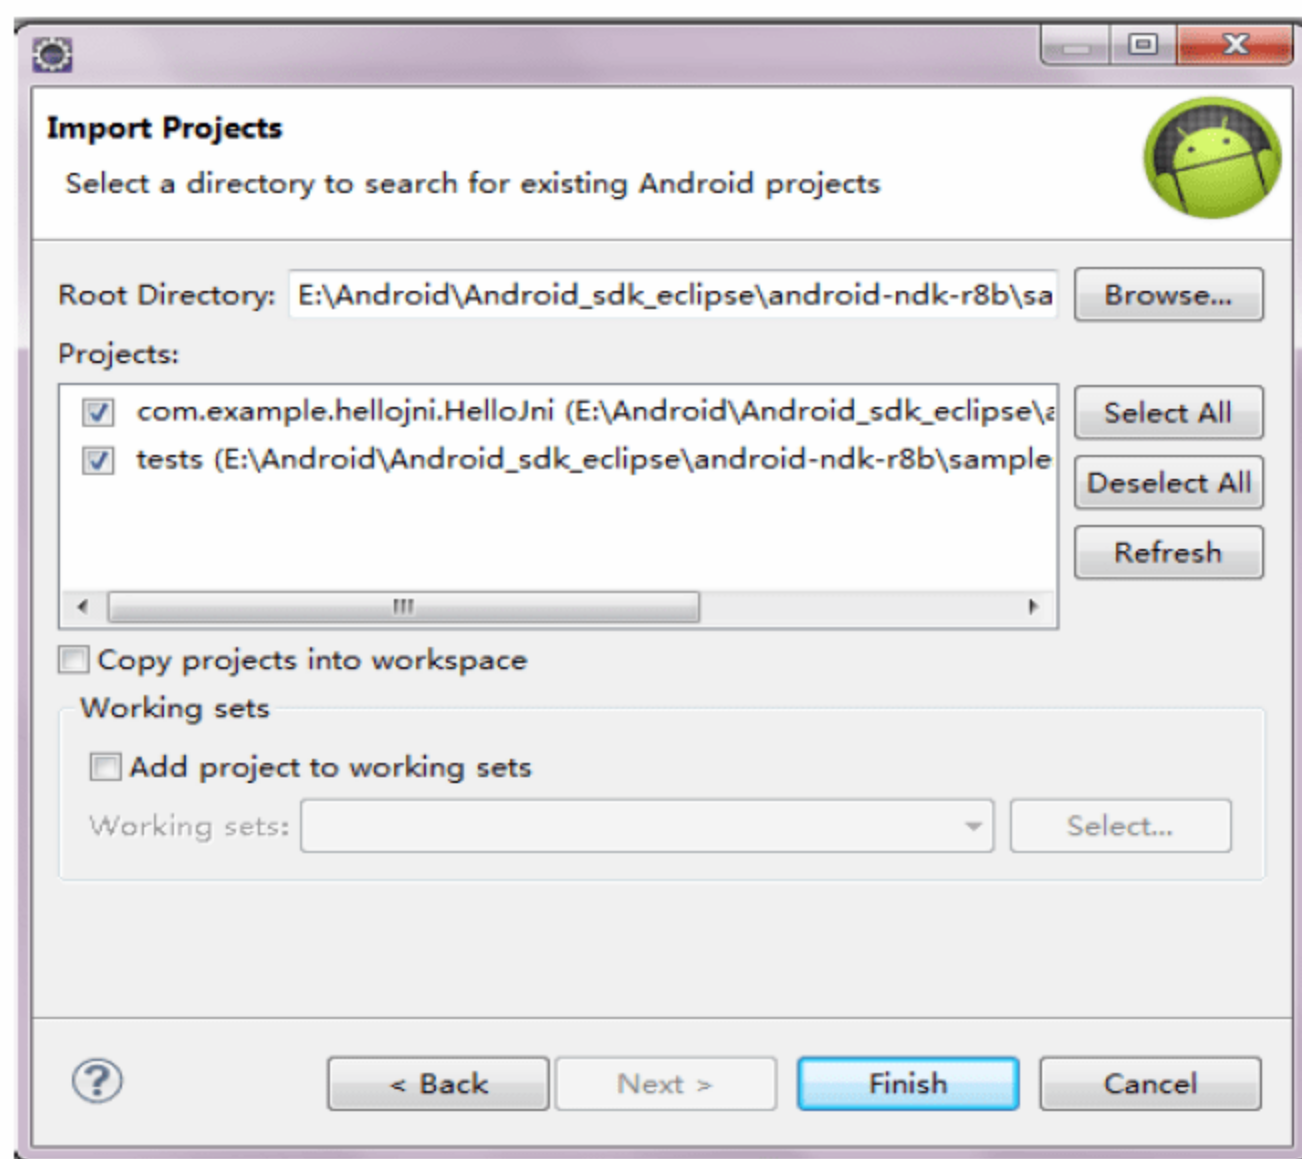 Import Projects
Select a directory to search for existing Android projects
Root Directory: E:\Android\Android_sdk_eclipse\android-ndk-r8b\sa Browse...
Projects:
com.example.hellojni.HelloJni (E:\Android\Android_sdk_eclipse\a Select All
tests (E:\Android\Android_sdk_eclipse\android-ndk-r8b\sample Deselect All
Refresh
Copy projects into workspace
Working sets
Add project to working sets
Working sets: Select...
? < Back Next > Finish Cancel